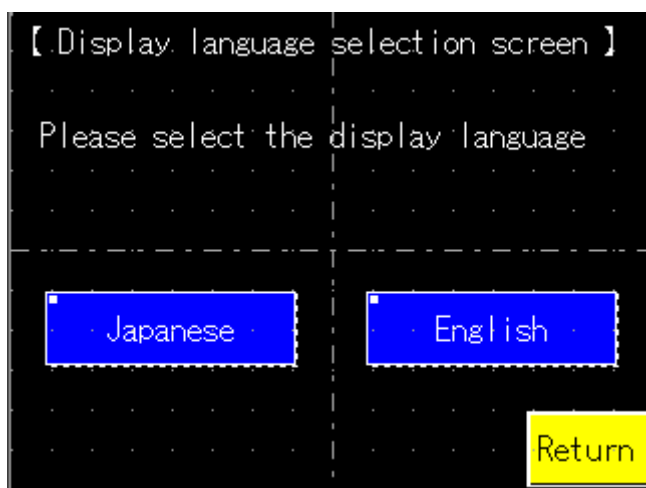 【 Display language selection screen 】
Please select the display language
Japanese
English
Return